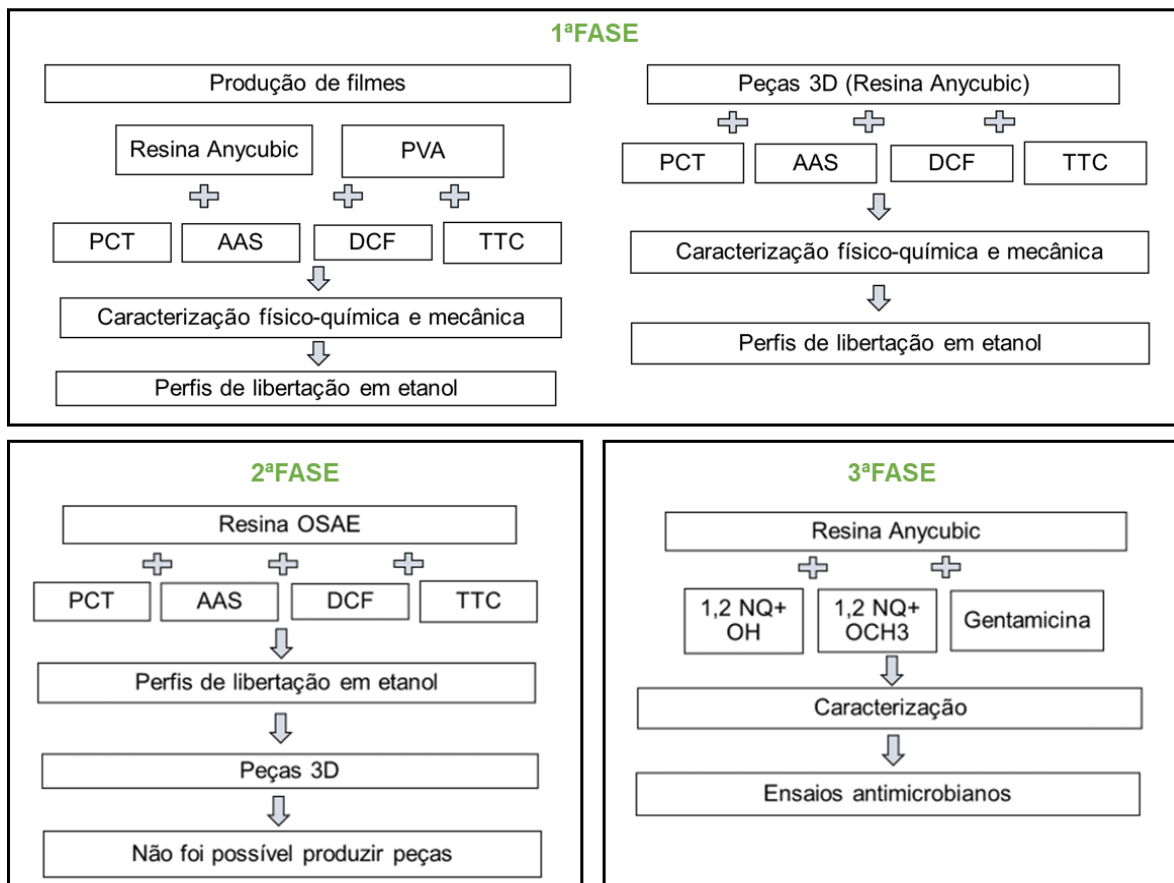 1ªFASE
Produção de filmes
Resina Anycubic
PVA
PCT
AAS
DCF
TTC
Caracterização físico-química e mecânica
Perfis de libertação em etanol
Peças 3D (Resina Anycubic)
PCT
AAS
DCF
TTC
Caracterização físico-química e mecânica
Perfis de libertação em etanol
2ªFASE
Resina OSAE
PCT
AAS
DCF
TTC
Perfis de libertação em etanol
Peças 3D
Não foi possível produzir peças
3ªFASE
Resina Anycubic
1,2 NQ+
OH
1,2 NQ+
OCH3
Gentamicina
Caracterização
Ensaios antimicrobianos